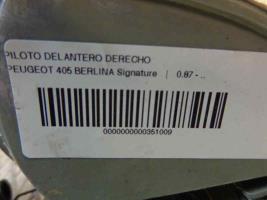 PILOTO DELANTERO DERECHO
PEUGEOT 405 BERLINA Signature | 0.87 - ..
0000000000351009